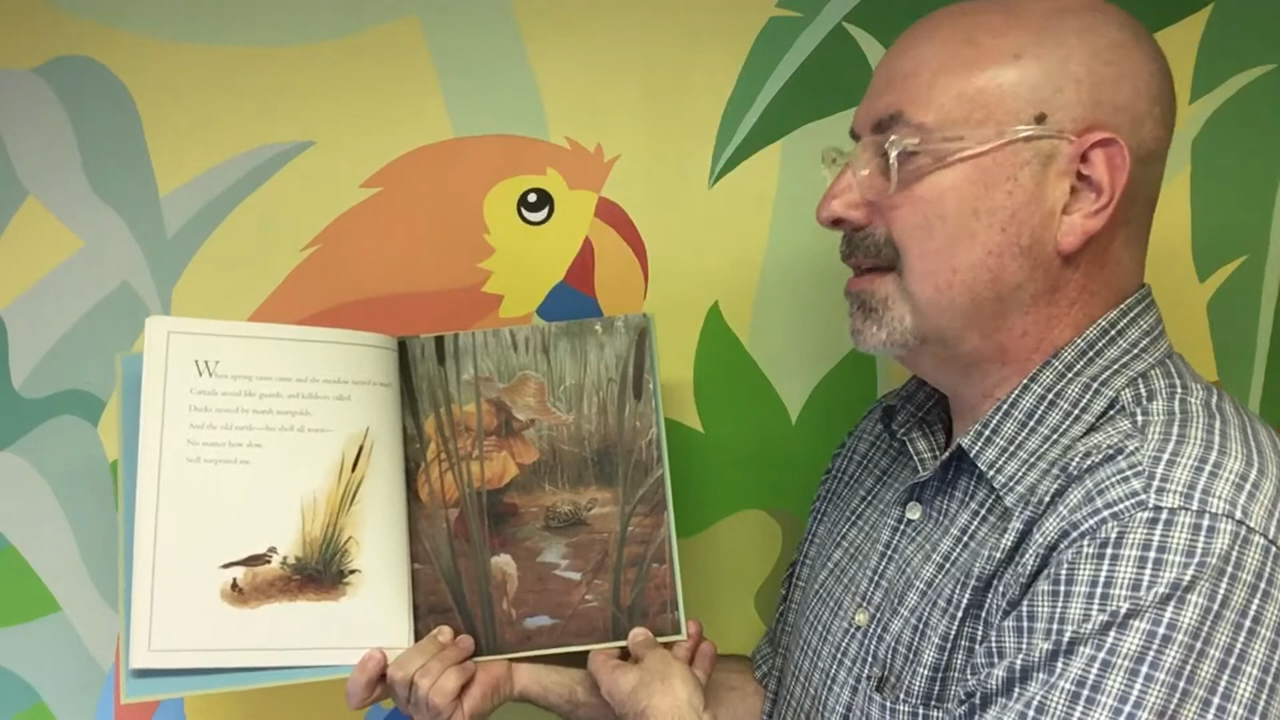 When spring rains came and the meadow turned to mud,
Cattails stood like guards, and killdeers called.
Ducks nested by marsh marigolds,
And the old turtle—his shell all worn—
No matter how slow,
Still surprised me.